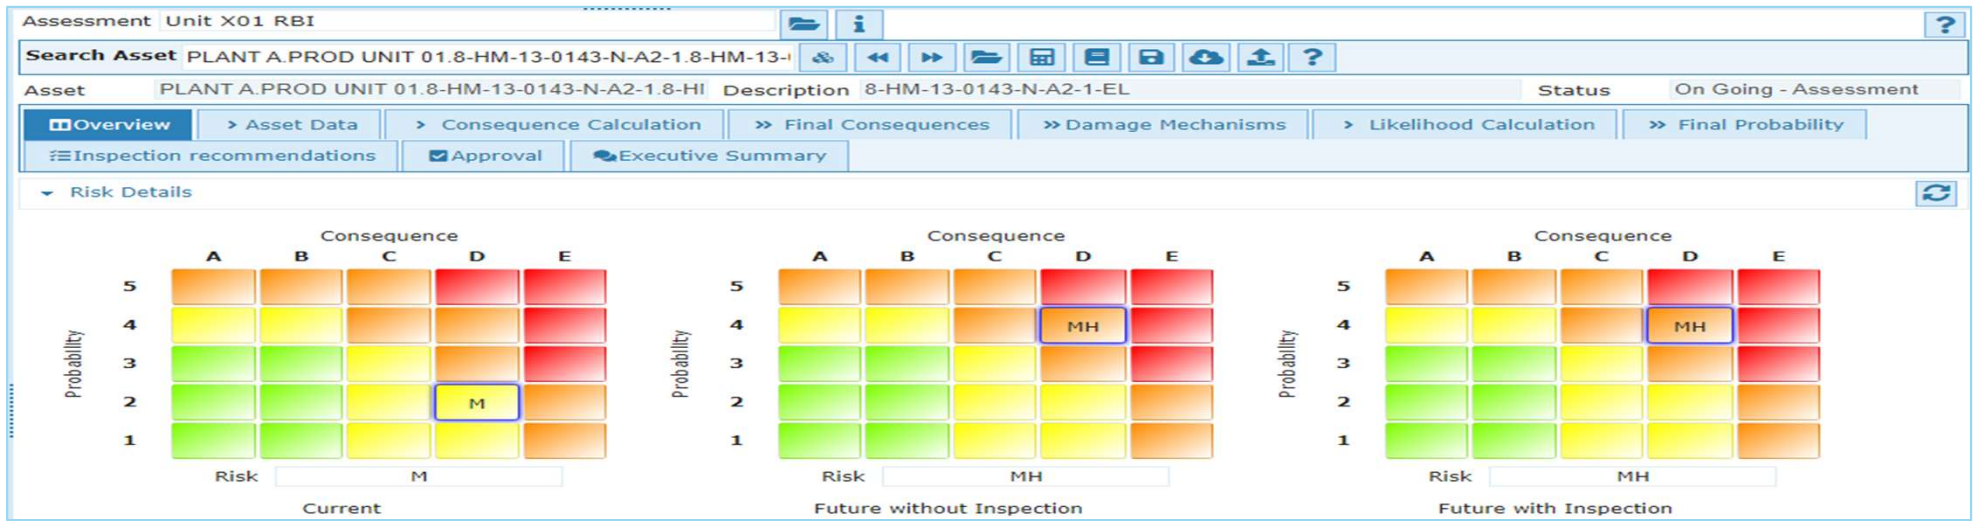 Assessment Unit X01 RBI
Search Asset PLANT A.PROD UNIT 01.8-HM-13-0143-N-A2-1.8-HM-13-
Asset PLANT A.PROD UNIT 01.8-HM-13-0143-N-A2-1.8-HI Description 8-HM-13-0143-N-A2-1-EL Status On Going - Assessment
Overview > Asset Data > Consequence Calculation >> Final Consequences >> Damage Mechanisms > Likelihood Calculation >> Final Probability
Inspection recommendations Approval Executive Summary
Risk Details
Consequence
A B C D E
5
4
3
2 M
1
Probability
Risk M
Current
Consequence
A B C D E
5
4 MH
3
2
1
Probability
Risk MH
Future without Inspection
Consequence
A B C D E
5
4 MH
3
2
1
Probability
Risk MH
Future with Inspection